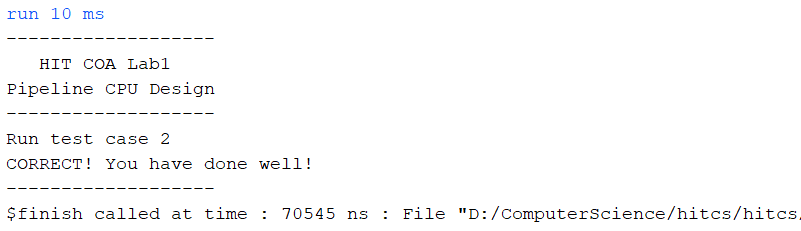 run 10 ms
-------------------
HIT COA Lab1
Pipeline CPU Design
-------------------
Run test case 2
CORRECT! You have done well!
-------------------
$finish called at time : 70545 ns : File "D:/ComputerScience/hitcs/hitcs/